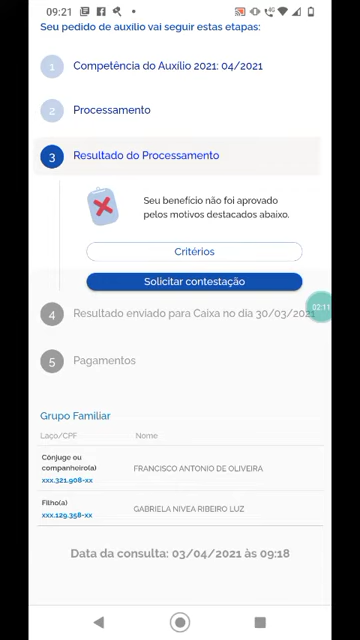 09:21
Seu pedido de auxílio vai seguir estas etapas:
1 Competência do Auxílio 2021: 04/2021
2 Processamento
3 Resultado do Processamento
Seu benefício não foi aprovado
pelos motivos destacados abaixo.
Critérios
Solicitar contestação
4 Resultado enviado para Caixa no dia 30/03/2021
02:11
5 Pagamentos
Grupo Familiar
Laço/CPF Nome
Cônjuge ou
companheiro(a) FRANCISCO ANTONIO DE OLIVEIRA
xxx.321.908-xx
Filho(a) GABRIELA NIVEA RIBEIRO LUZ
xxx.129.358-xx
Data da consulta: 03/04/2021 às 09:18